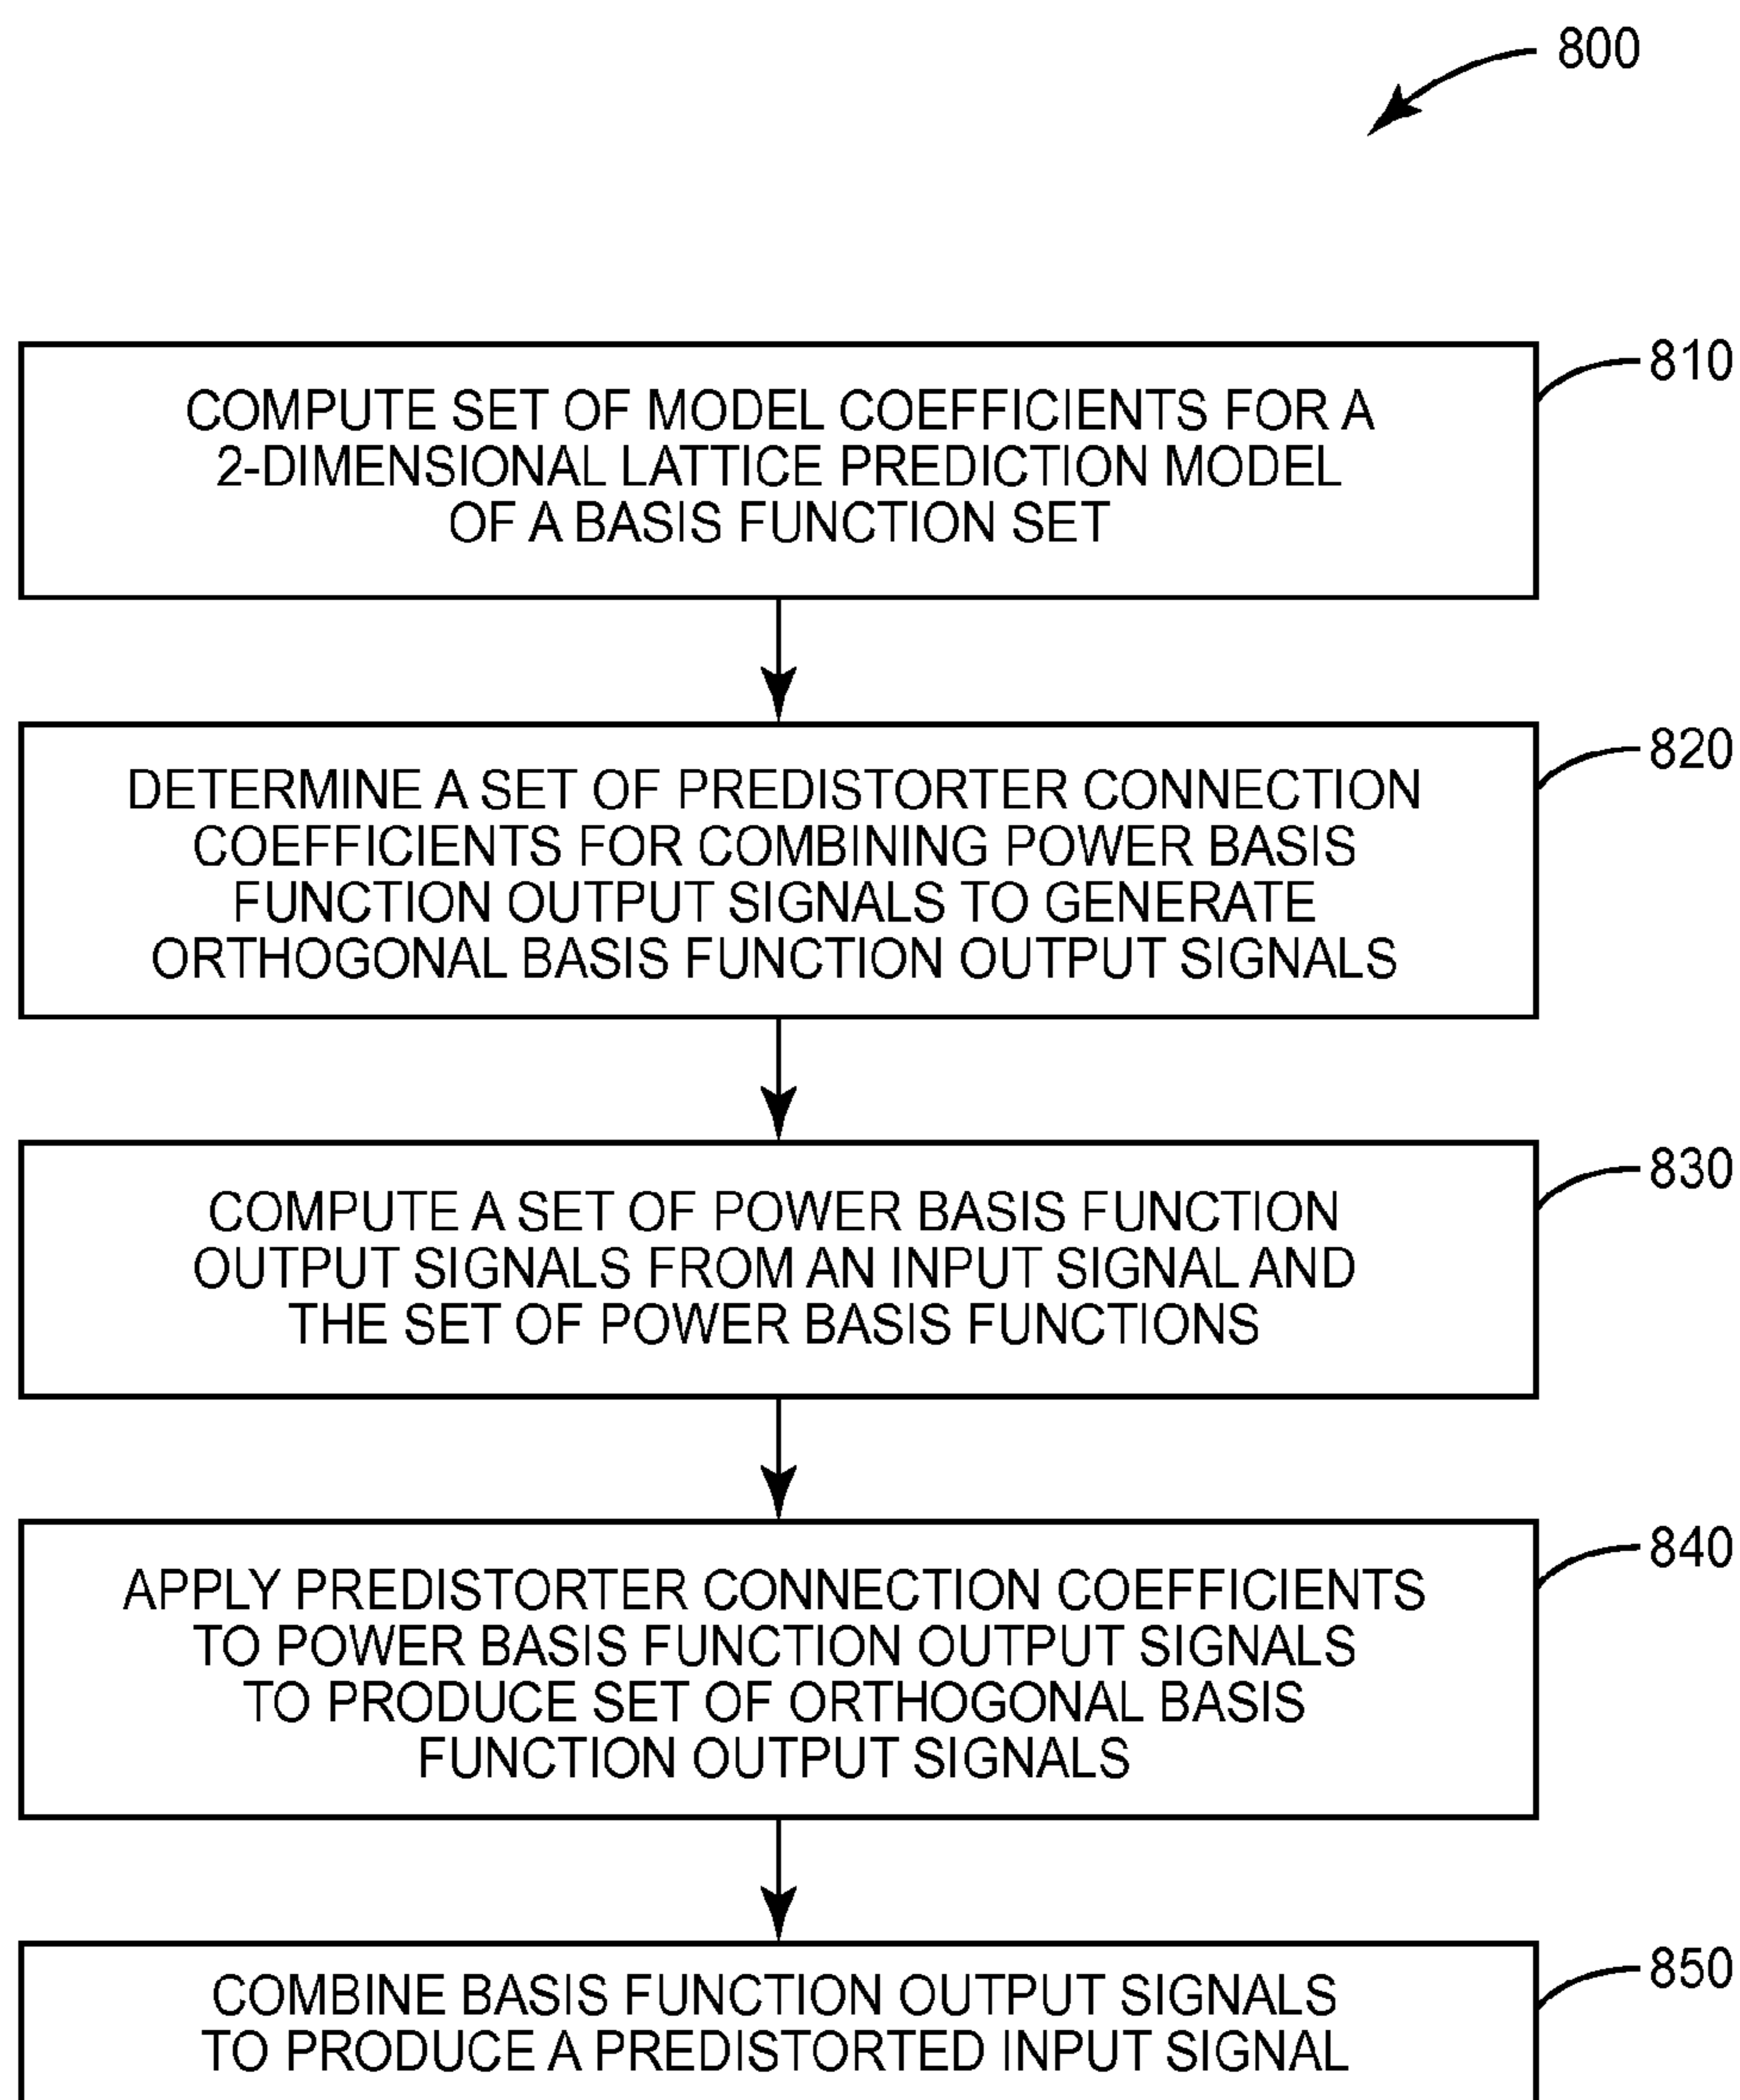 800
810
COMPUTE SET OF MODEL COEFFICIENTS FOR A
2-DIMENSIONAL LATTICE PREDICTION MODEL
OF A BASIS FUNCTION SET
820
DETERMINE A SET OF PREDISTORTER CONNECTION
COEFFICIENTS FOR COMBINING POWER BASIS
FUNCTION OUTPUT SIGNALS TO GENERATE
ORTHOGONAL BASIS FUNCTION OUTPUT SIGNALS
830
COMPUTE A SET OF POWER BASIS FUNCTION
OUTPUT SIGNALS FROM AN INPUT SIGNAL AND
THE SET OF POWER BASIS FUNCTIONS
840
APPLY PREDISTORTER CONNECTION COEFFICIENTS
TO POWER BASIS FUNCTION OUTPUT SIGNALS
TO PRODUCE SET OF ORTHOGONAL BASIS
FUNCTION OUTPUT SIGNALS
850
COMBINE BASIS FUNCTION OUTPUT SIGNALS
TO PRODUCE A PREDISTORTED INPUT SIGNAL